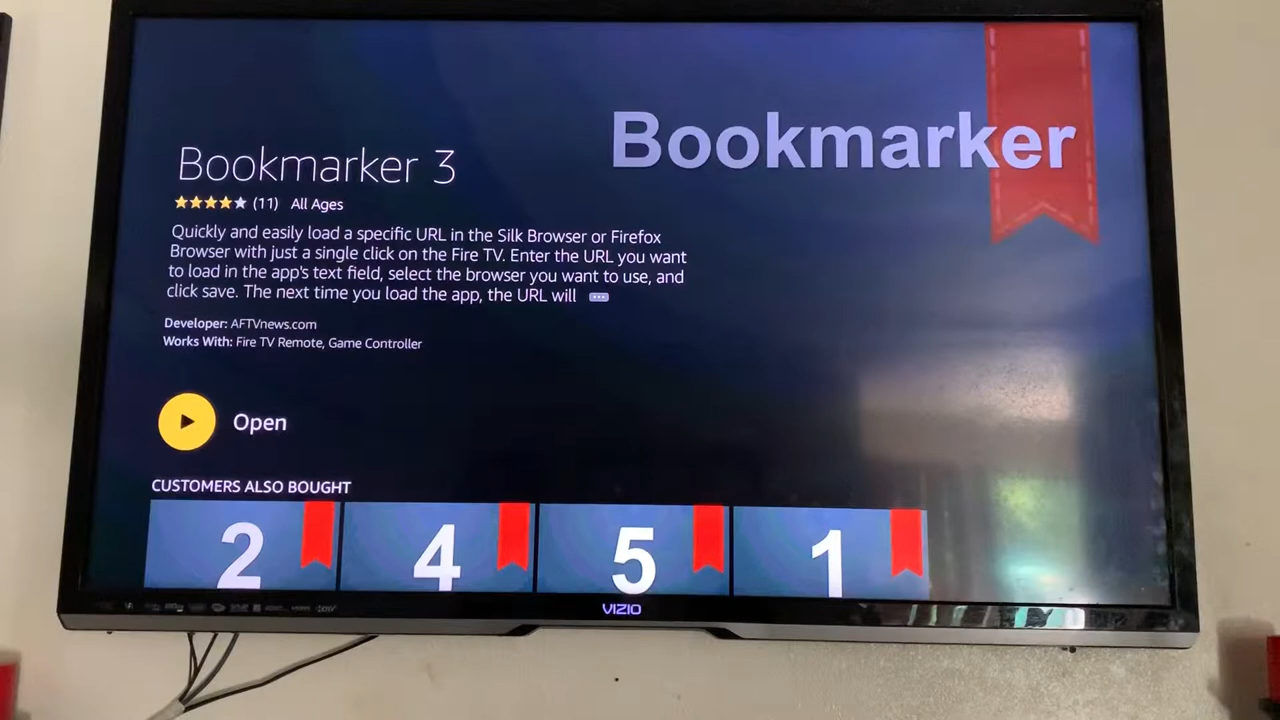 Bookmarker
Bookmarker 3
(11) All Ages
Quickly and easily load a specific URL in the Silk Browser or Firefox
Browser with just a single click on the Fire TV. Enter the URL you want
to load in the app's text field, select the browser you want to use, and
click save. The next time you load the app, the URL will
Developer: AFTVnews.com
Works With: Fire TV Remote, Game Controller
Open
CUSTOMERS ALSO BOUGHT
2 4 5 1
VIZIO